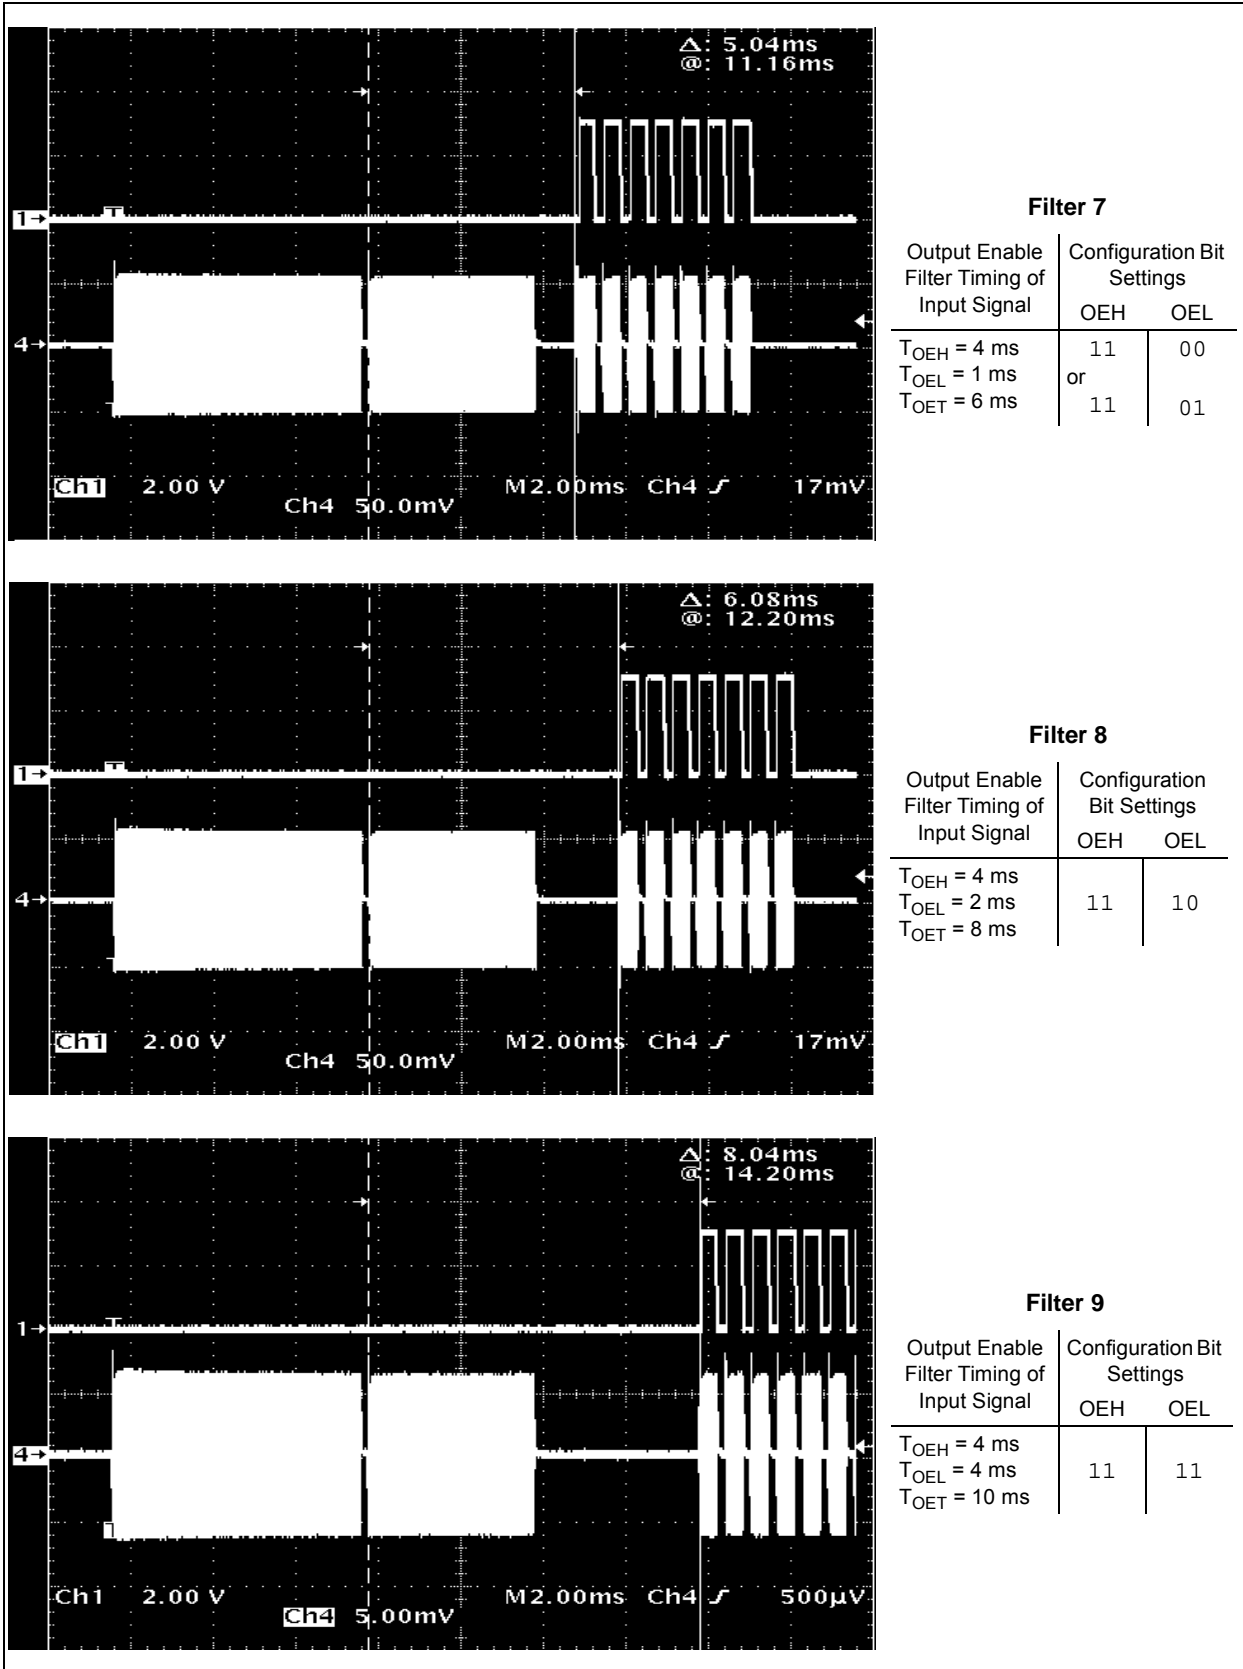 Δ: 5.04ms
@: 11.16ms
T
1→
4→
Ch1 2.00 V M2.00ms Ch4 17mV
Ch4 50.0mV
Filter 7
Output Enable Filter Timing of Input Signal
Configuration Bit Settings
OEH OEL
TOEH = 4 ms 11 00
TOEL = 1 ms or
TOET = 6 ms 11 01
Δ: 6.08ms
@: 12.20ms
T
1→
4→
Ch1 2.00 V M2.00ms Ch4 17mV
Ch4 50.0mV
Filter 8
Output Enable Filter Timing of Input Signal
Configuration Bit Settings
OEH OEL
TOEH = 4 ms
TOEL = 2 ms 11 10
TOET = 8 ms
Δ: 8.04ms
@: 14.20ms
T
1→
4→
Ch1 2.00 V M2.00ms Ch4 500µV
Ch4 5.00mV
Filter 9
Output Enable Filter Timing of Input Signal
Configuration Bit Settings
OEH OEL
TOEH = 4 ms
TOEL = 4 ms 11 11
TOET = 10 ms